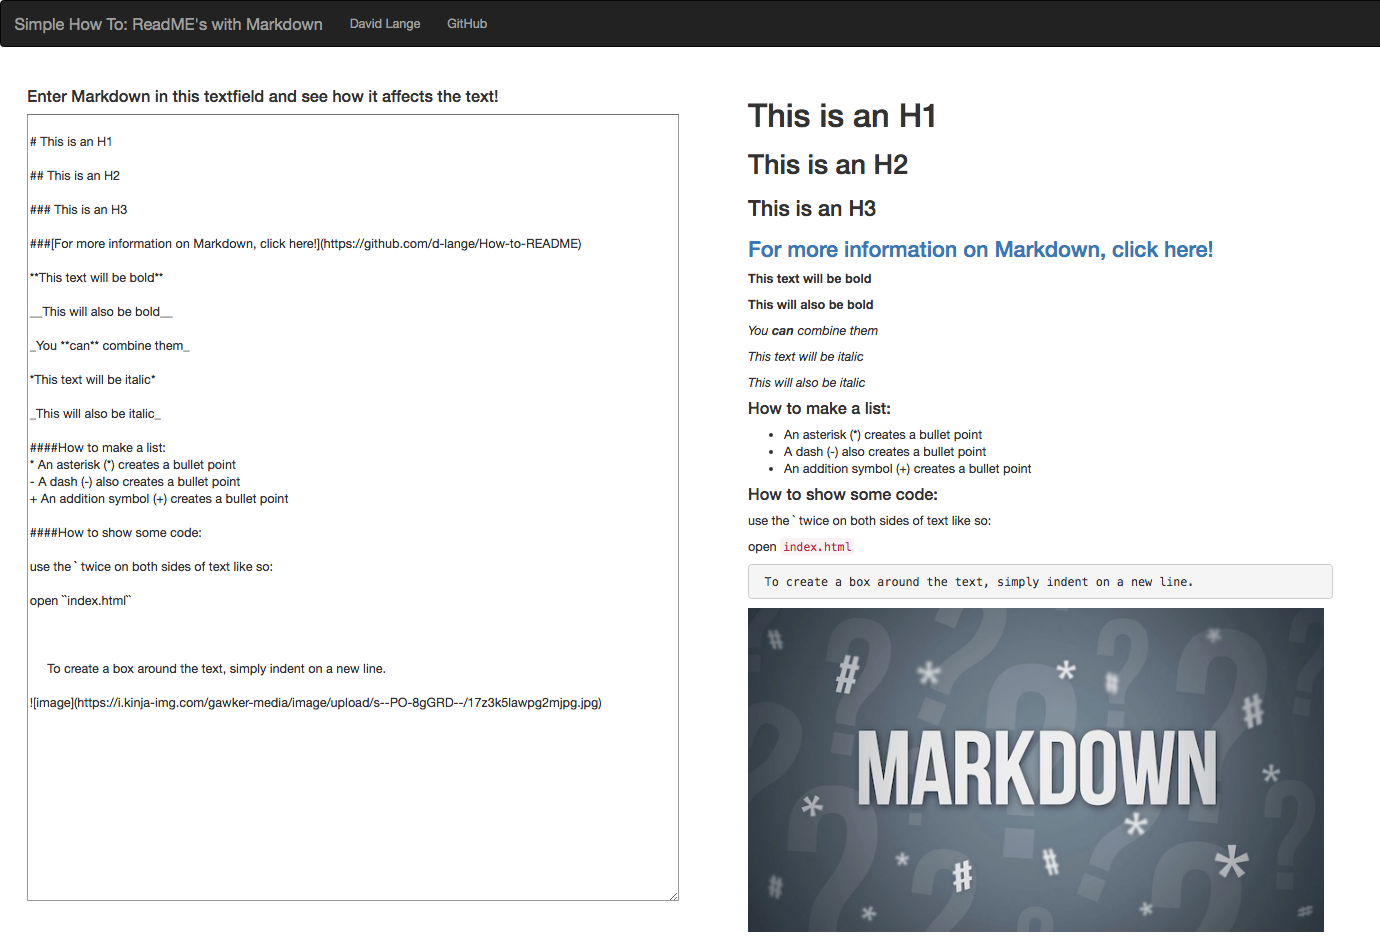 Simple How To: ReadME's with Markdown David Lange GitHub
Enter Markdown in this textfield and see how it affects the text!
# This is an H1
## This is an H2
### This is an H3
###[For more information on Markdown, click here!](https://github.com/d-lange/How-to-README)
**This text will be bold**
__This will also be bold__
_You **can** combine them_
*This text will be italic*
_This will also be italic_
####How to make a list:
* An asterisk (*) creates a bullet point
- A dash (-) also creates a bullet point
+ An addition symbol (+) creates a bullet point
####How to show some code:
use the ` twice on both sides of text like so:
open ``index.html``
To create a box around the text, simply indent on a new line.
![image](https://i.kinja-img.com/gawker-media/image/upload/s--PO-8gGRD--/17z3k5lawpg2mjpg.jpg)
This is an H1
This is an H2
This is an H3
For more information on Markdown, click here!
This text will be bold
This will also be bold
You can combine them
This text will be italic
This will also be italic
How to make a list:
• An asterisk (*) creates a bullet point
• A dash (-) also creates a bullet point
• An addition symbol (+) creates a bullet point
How to show some code:
use the ` twice on both sides of text like so:
open index.html
To create a box around the text, simply indent on a new line.
MARKDOWN